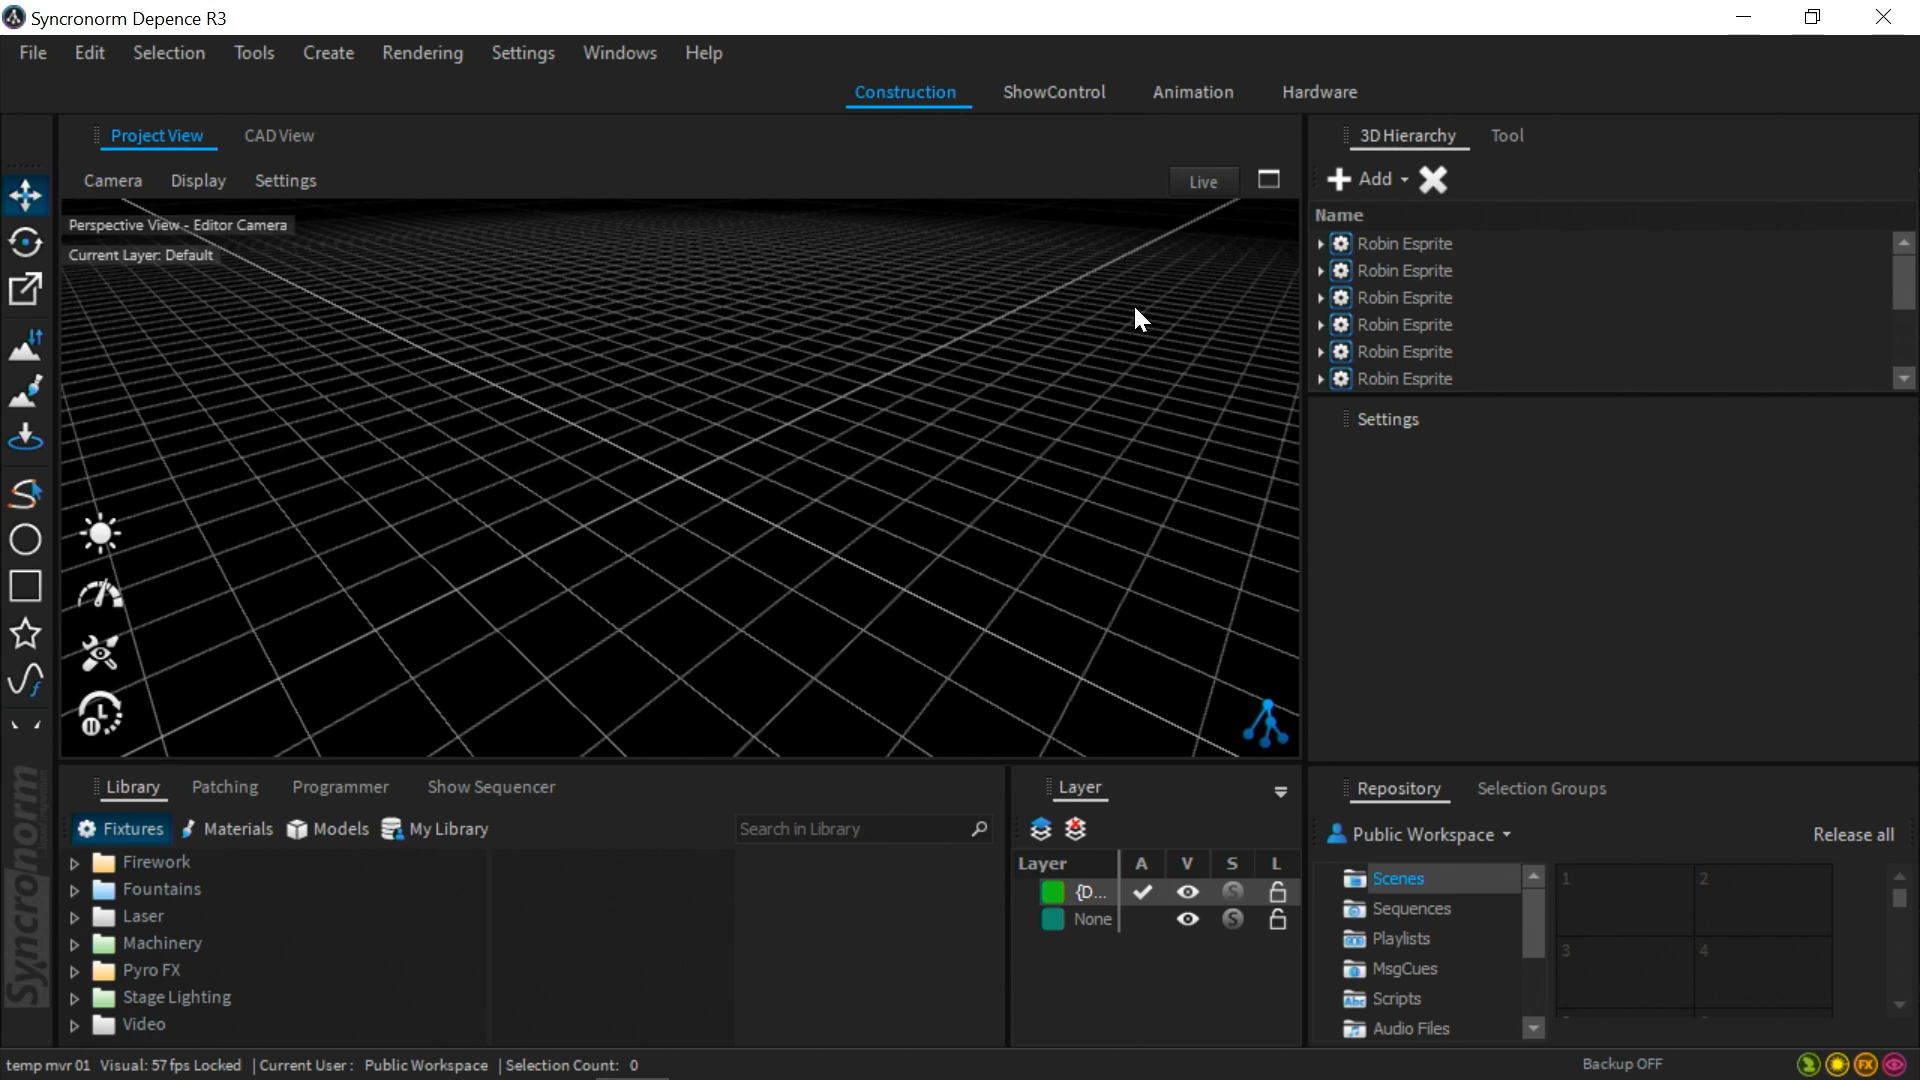 Syncronorm Depence R3
File Edit Selection Tools Create Rendering Settings Windows Help
Construction ShowControl Animation Hardware
Project View CAD View
Camera Display Settings Live
Perspective View - Editor Camera
Current Layer: Default
3D Hierarchy Tool
Add
Name
Robin Esprite
Robin Esprite
Robin Esprite
Robin Esprite
Robin Esprite
Robin Esprite
Settings
Syncronorm
Library Patching Programmer Show Sequencer
Fixtures Materials Models My Library Search in Library
Firework
Fountains
Laser
Machinery
Pyro FX
Stage Lighting
Video
Layer
Layer A V S L
{D... S
None S
Repository Selection Groups
Public Workspace Release all
Scenes
Sequences
Playlists
MsgCues
Scripts
Audio Files
1 2
3 4
temp mvr 01 Visual: 57 fps Locked | Current User: Public Workspace | Selection Count: 0
Backup OFF
FX